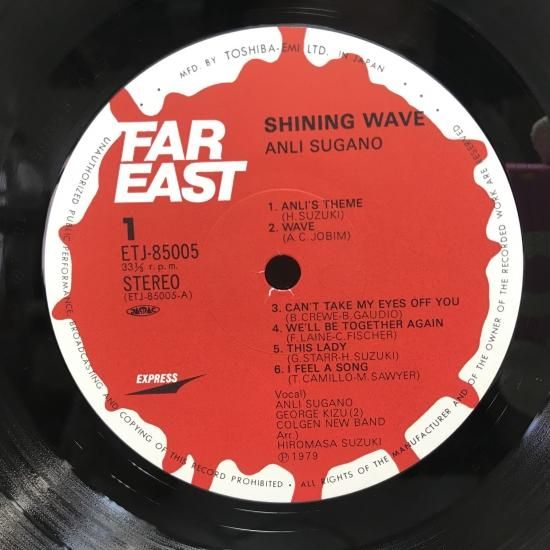 • MFD. BY TOSHIBA-EMI LTD. IN JAPAN •
UNAUTHORIZED PUBLIC PERFORMANCE BROADCASTING AND COPYING OF THIS RECORD PROHIBITED • ALL RIGHTS OF THE MANUFACTURER AND OF THE OWNER OF THE RECORDED WORK ARE RESERVED
FAR
EAST
SHINING WAVE
ANLI SUGANO
1
ETJ-85005
33⅓ r.p.m.
STEREO
(ETJ-85005-A)
JASRAC
1. ANLI'S THEME
(H.SUZUKI)
2. WAVE
(A.C.JOBIM)
3. CAN'T TAKE MY EYES OFF YOU
(B.CREWE-B.GAUDIO)
4. WE'LL BE TOGETHER AGAIN
(F.LAINE-C.FISCHER)
5. THIS LADY
(G.STARR-H.SUZUKI)
6. I FEEL A SONG
(T.CAMILLO-M.SAWYER)
Vocal)
ANLI SUGANO
GEORGE KIZU(2)
COLGEN NEW BAND
Arr.)
HIROMASA SUZUKI
Ⓟ 1979
EXPRESS